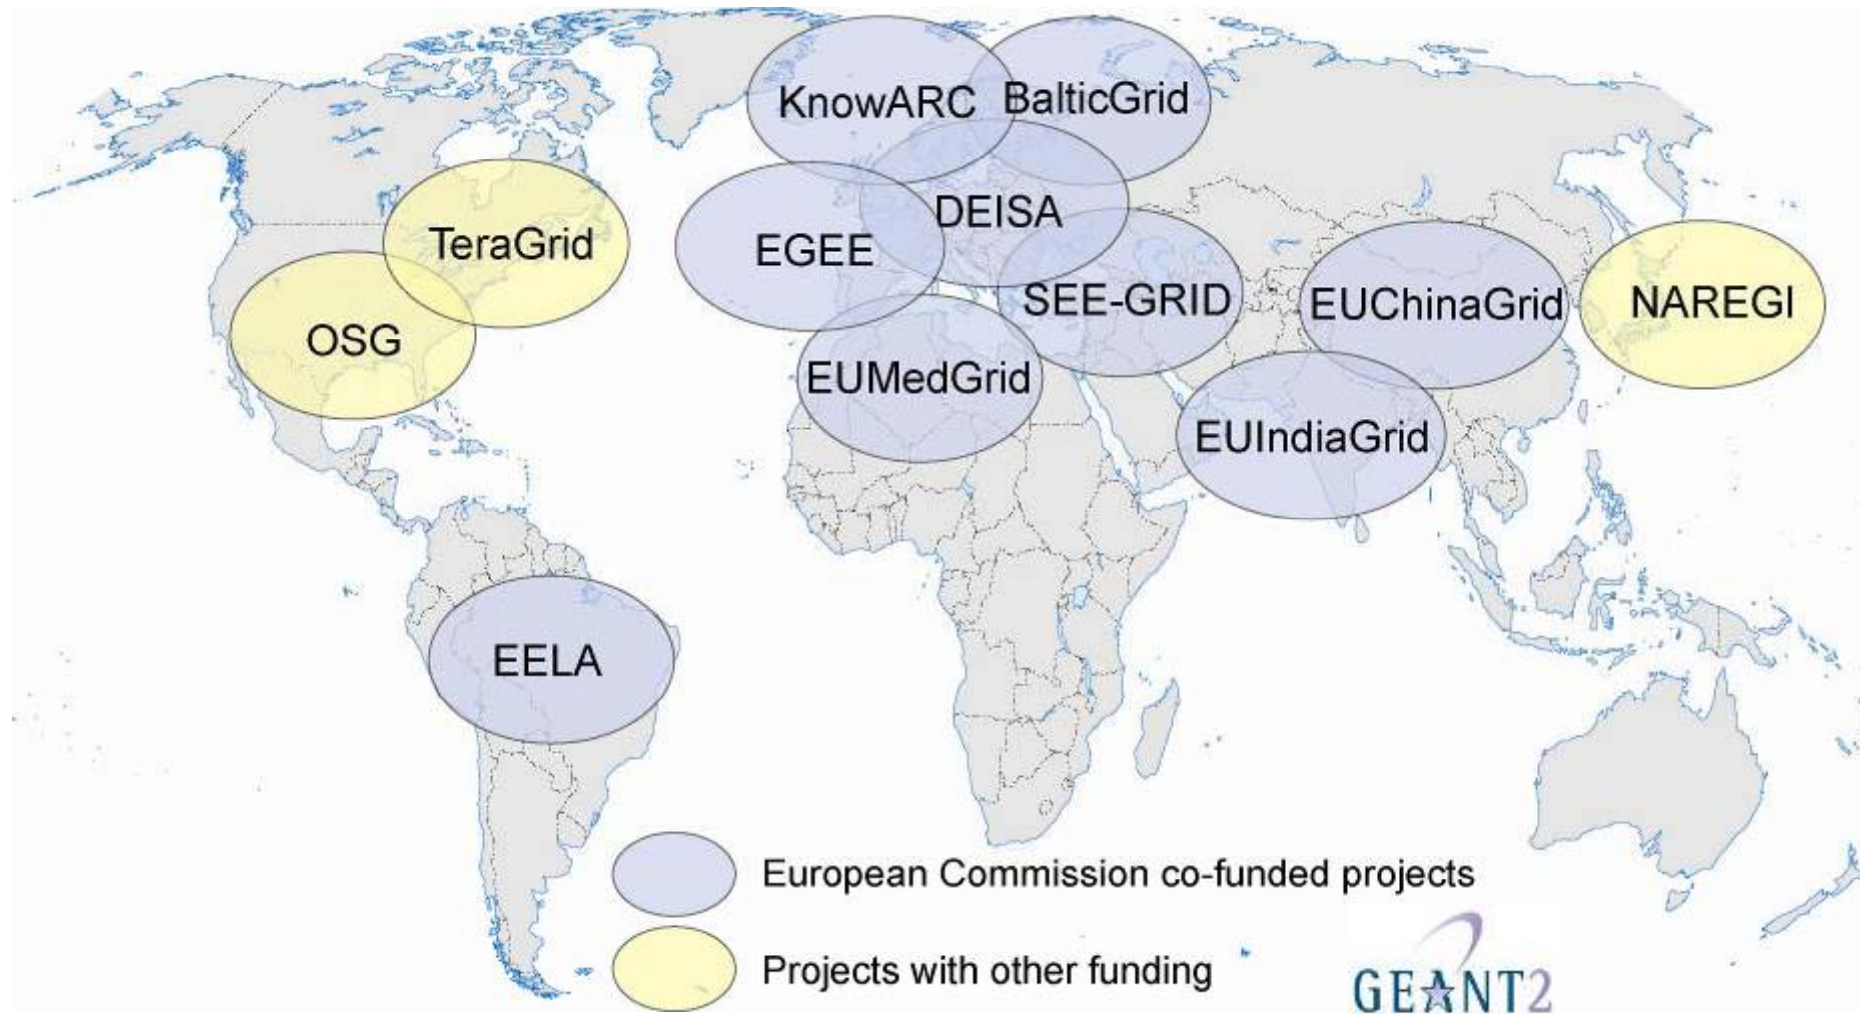 KnowARC
BalticGrid
TeraGrid
DEISA
EGEE
OSG
SEE-GRID
EUChinaGrid
NAREGI
EUMedGrid
EUIndiaGrid
EELA
European Commission co-funded projects
Projects with other funding
GEANT2